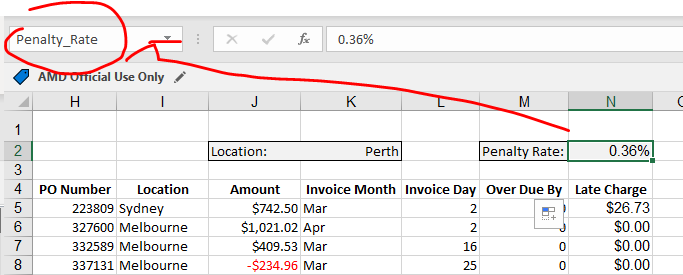 Penalty_Rate fx 0.36%
AMD Official Use Only
H I J K L M N
1
2 Location: Perth Penalty Rate: 0.36%
3
4 PO Number Location Amount Invoice Month Invoice Day Over Due By Late Charge
5 223809 Sydney $742.50 Mar 2 $26.73
6 327600 Melbourne $1,021.02 Apr 2 0 $0.00
7 332589 Melbourne $409.53 Mar 16 0 $0.00
8 337131 Melbourne -$234.96 Mar 25 0 $0.00